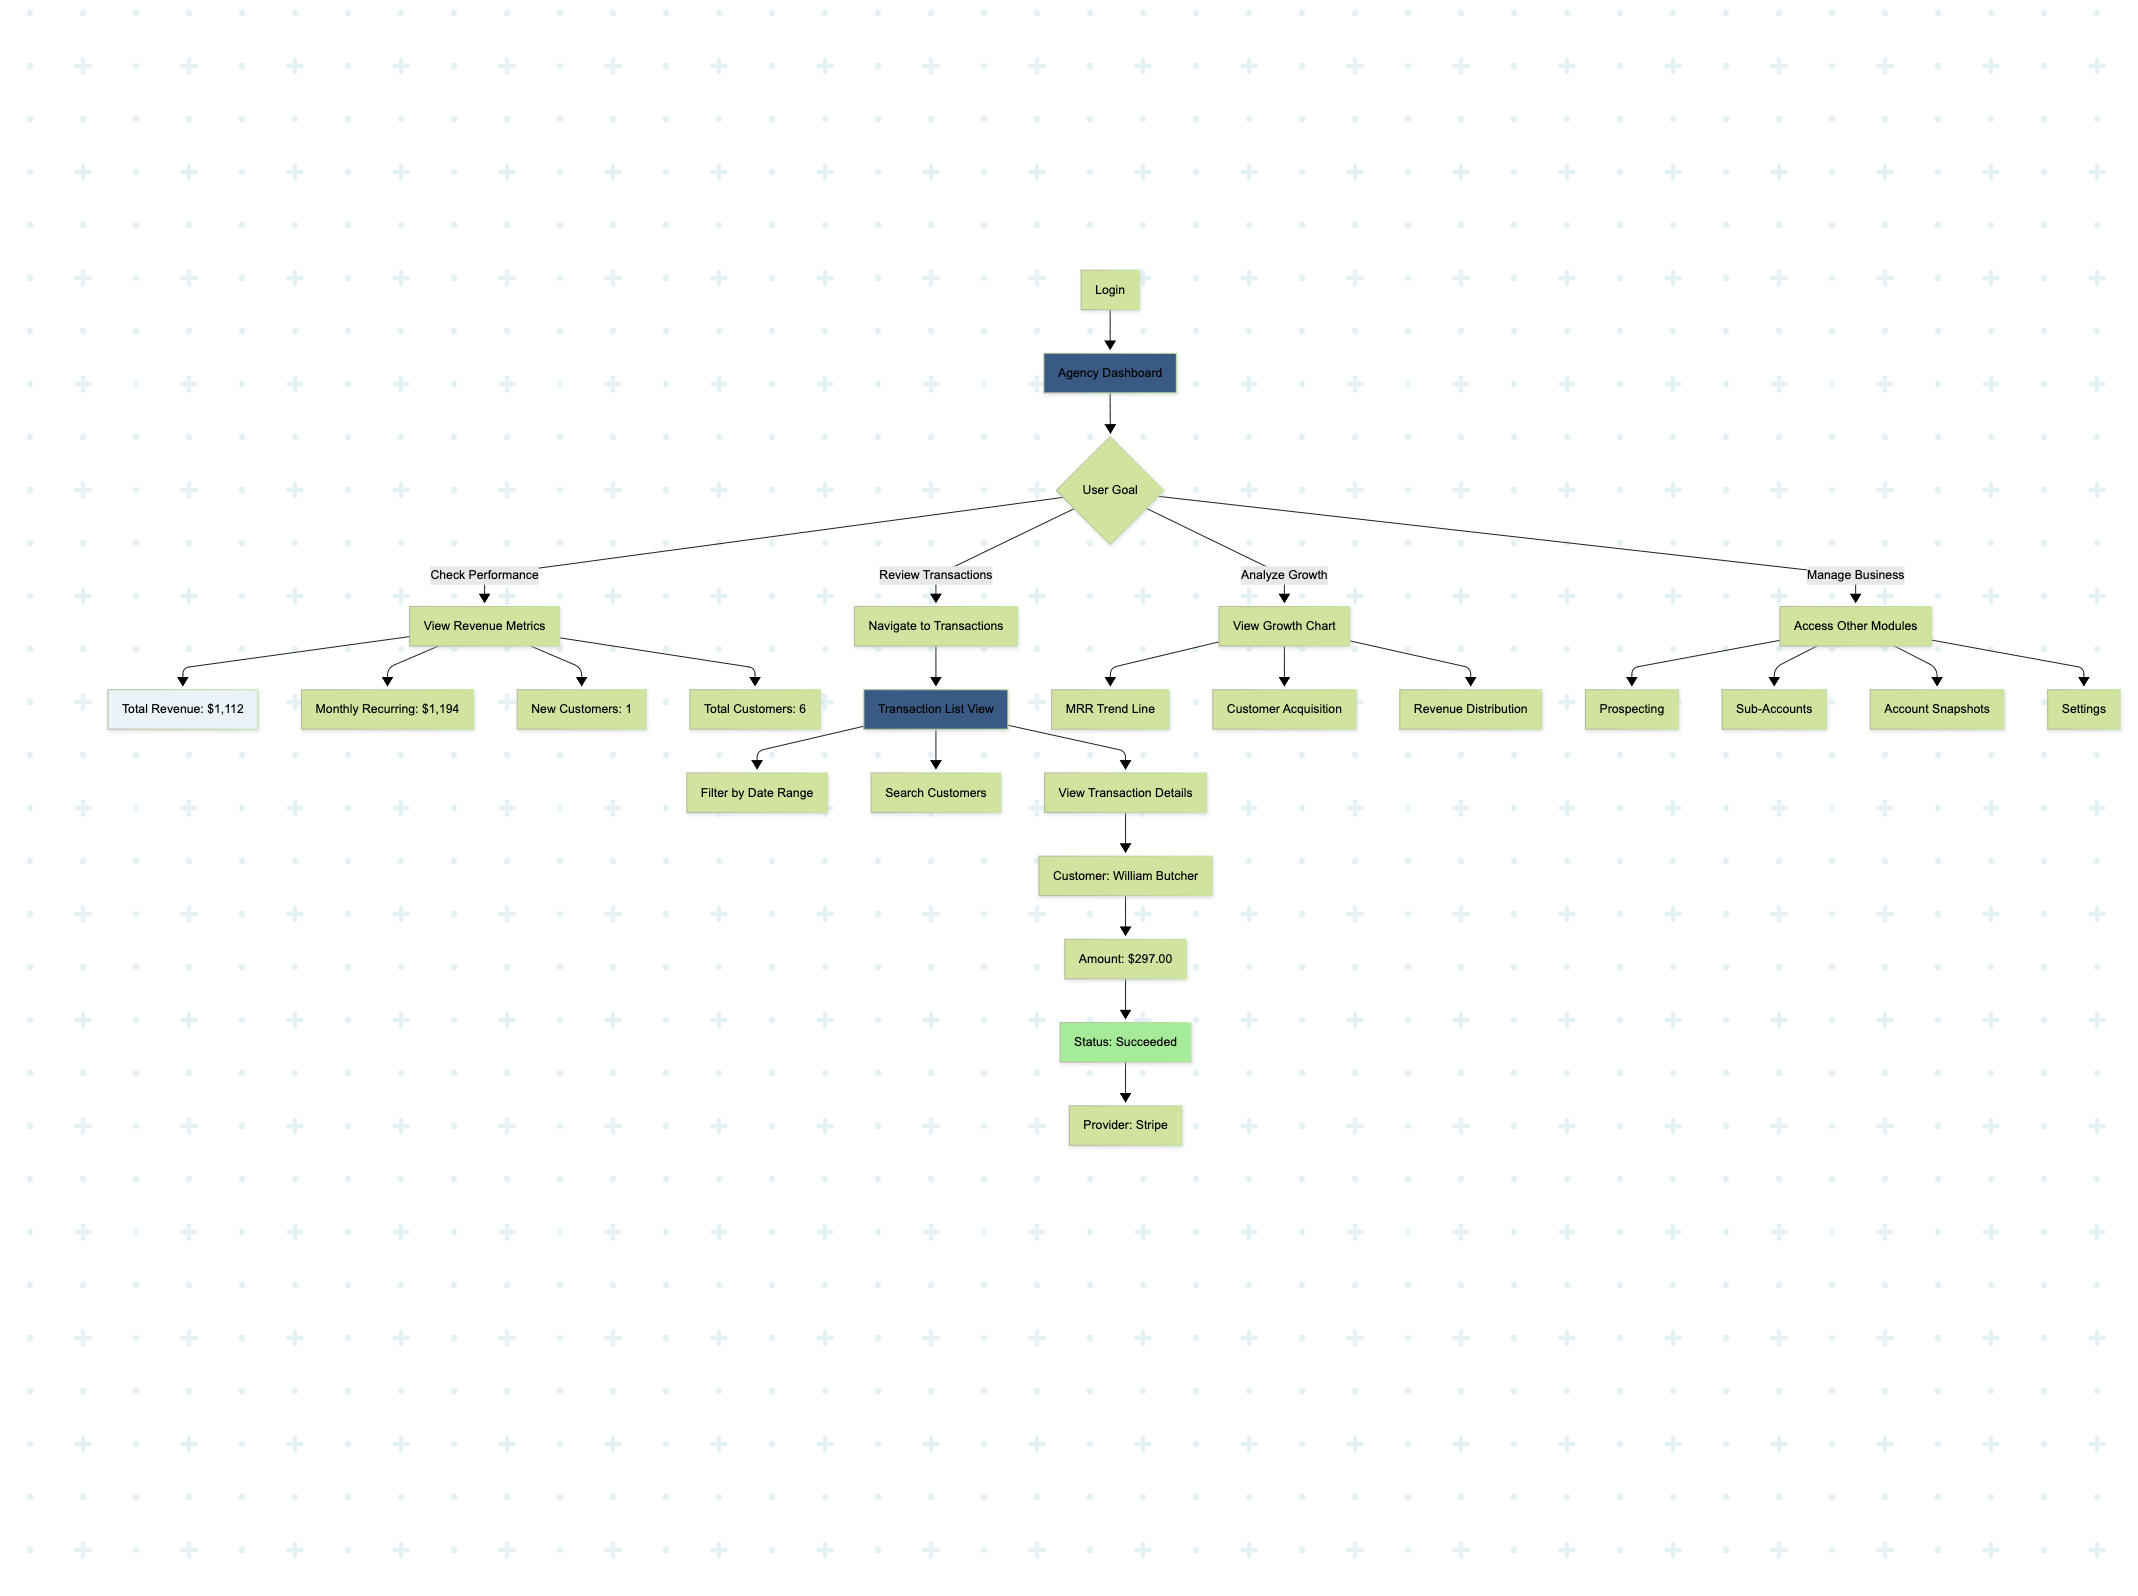 Login
Agency Dashboard
User Goal
Check Performance
Review Transactions
Analyze Growth
Manage Business
View Revenue Metrics
Navigate to Transactions
View Growth Chart
Access Other Modules
Total Revenue: $1,112
Monthly Recurring: $1,194
New Customers: 1
Total Customers: 6
Transaction List View
MRR Trend Line
Customer Acquisition
Revenue Distribution
Prospecting
Sub-Accounts
Account Snapshots
Settings
Filter by Date Range
Search Customers
View Transaction Details
Customer: William Butcher
Amount: $297.00
Status: Succeeded
Provider: Stripe